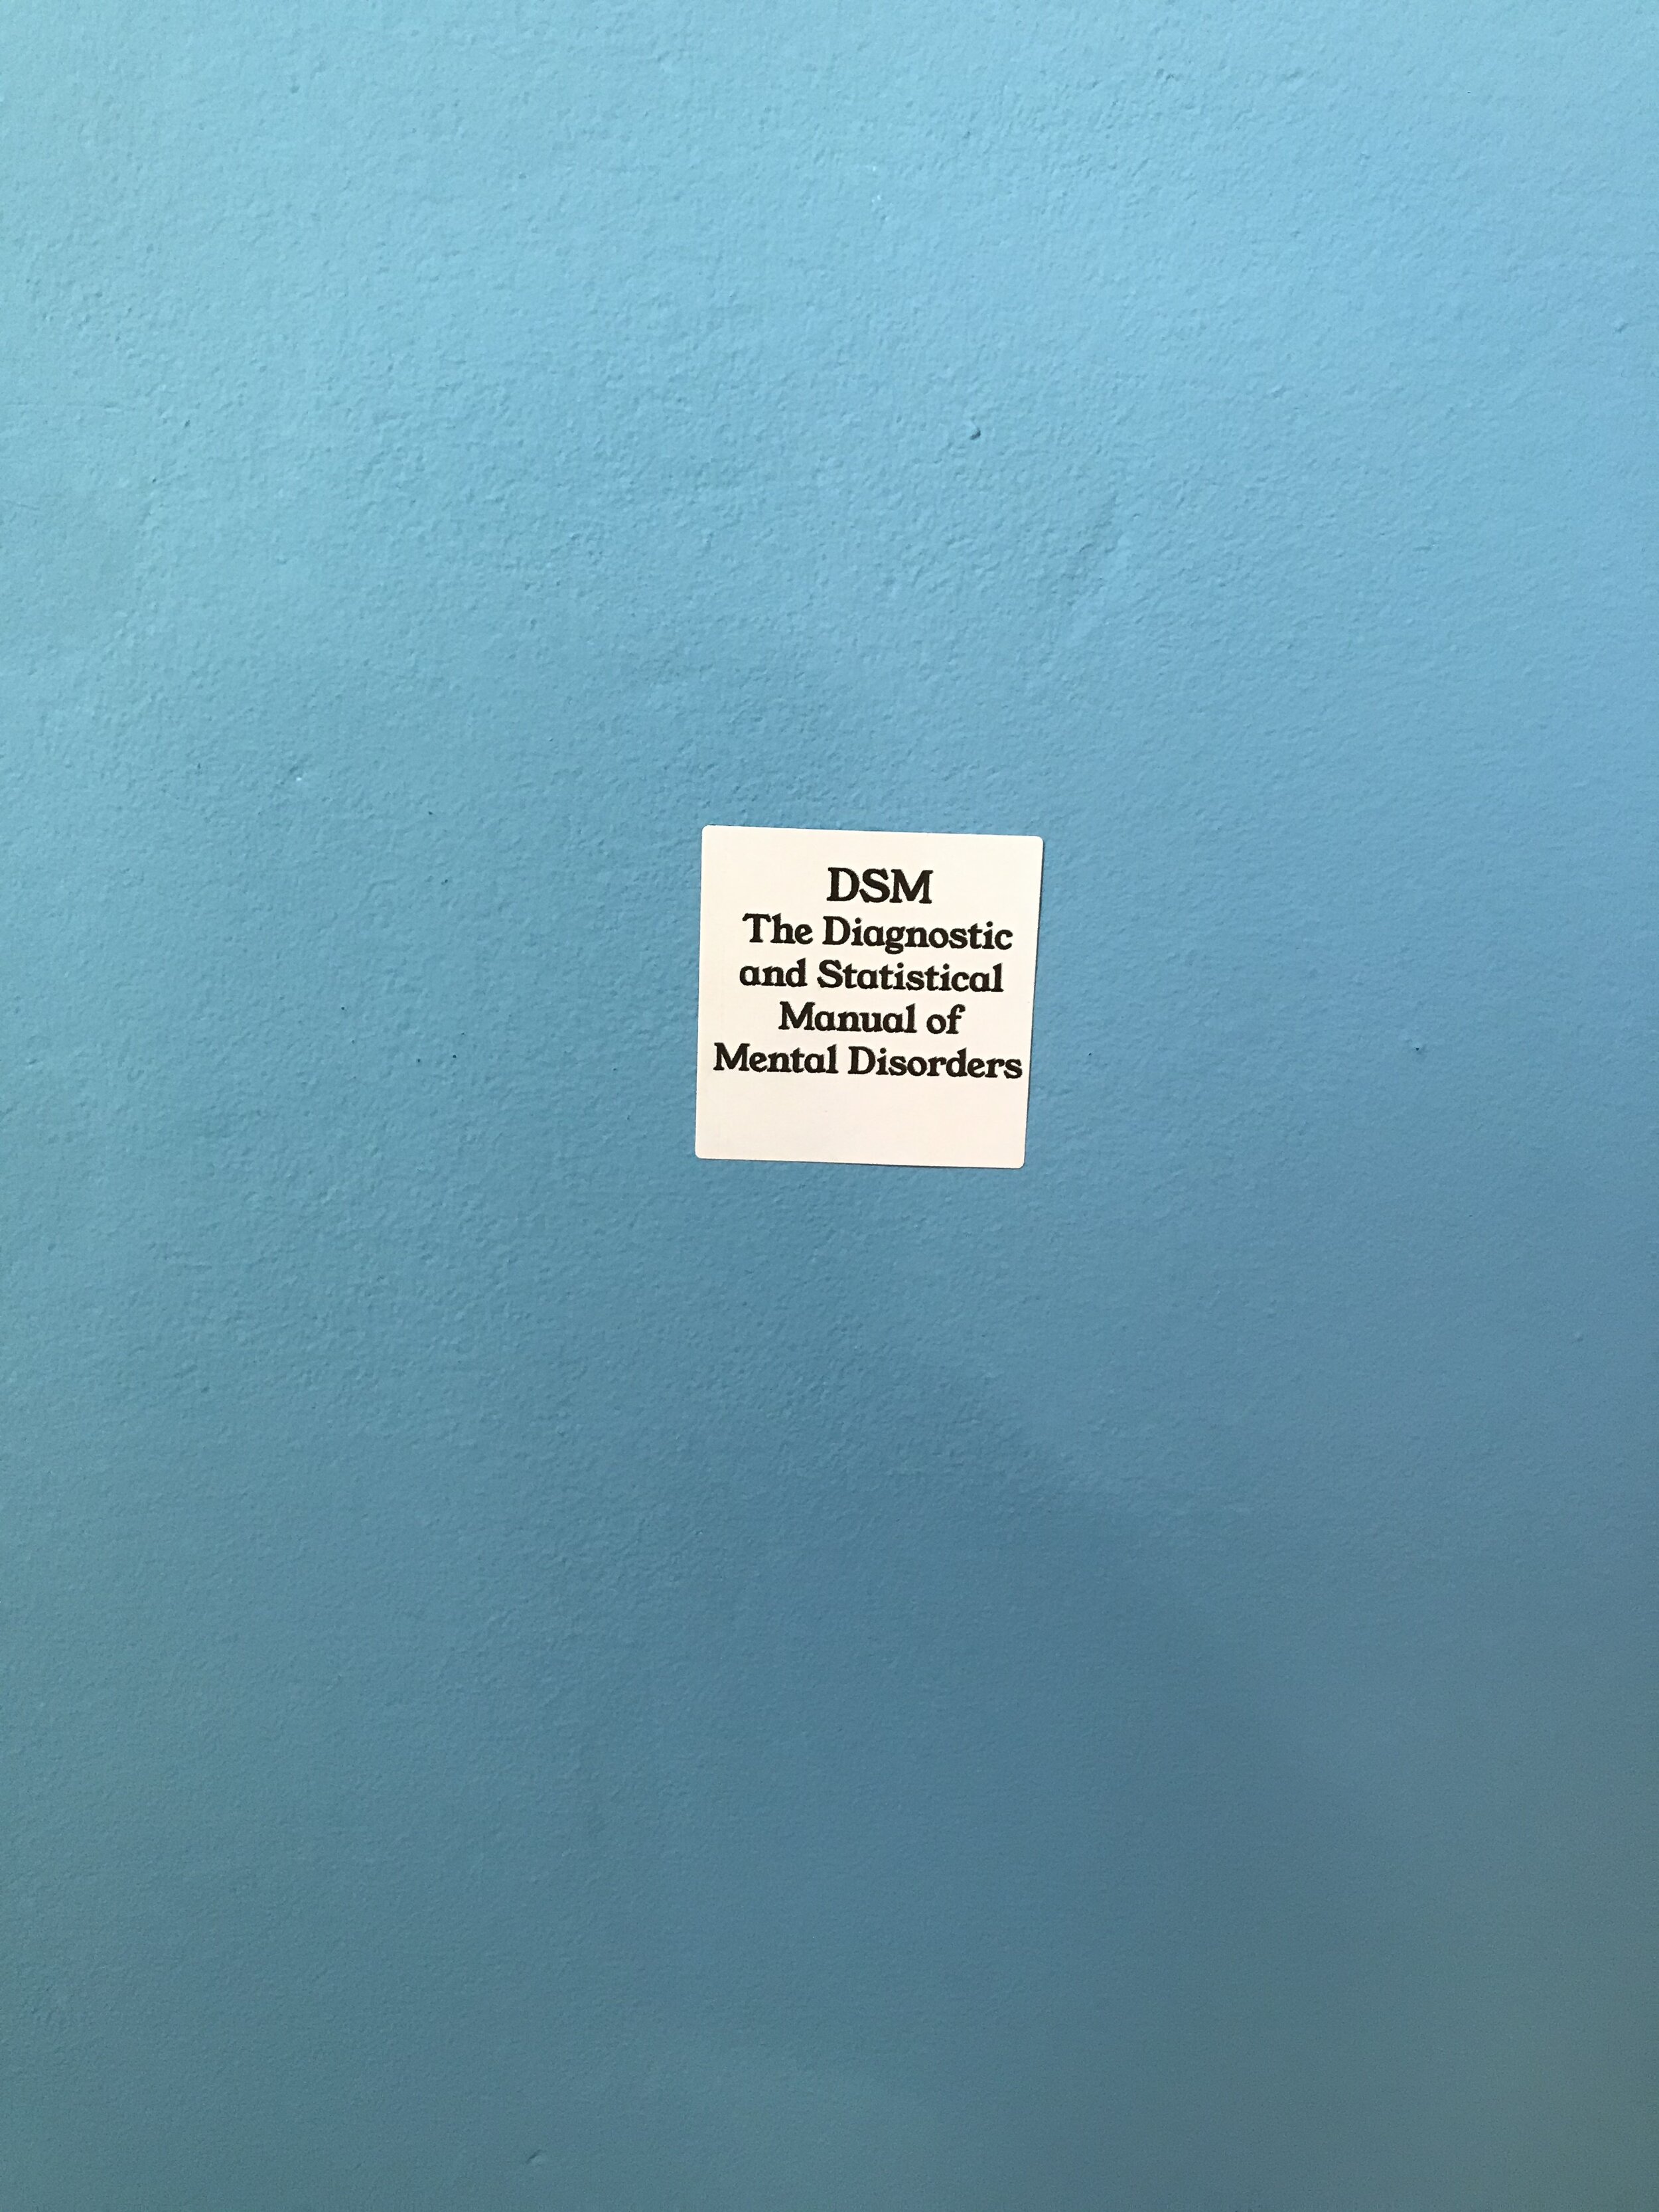 DSM
The Diagnostic
and Statistical
Manual of
Mental Disorders